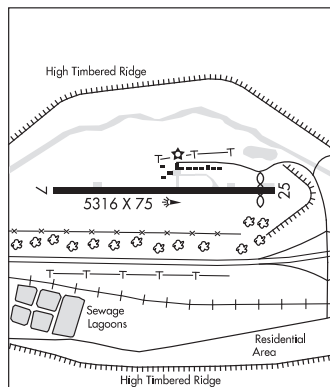 High Timbered Ridge
7
25
5316 X 75
Sewage
Lagoons
Residential
Area
High Timbered Ridge